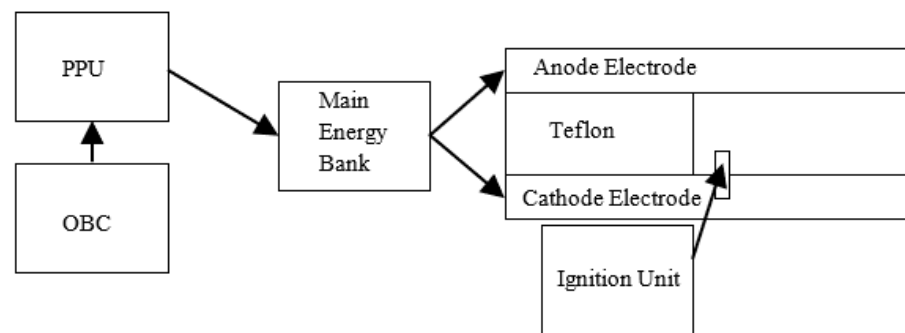 PPU
OBC
Main
Energy
Bank
Anode Electrode
Teflon
Cathode Electrode
Ignition Unit